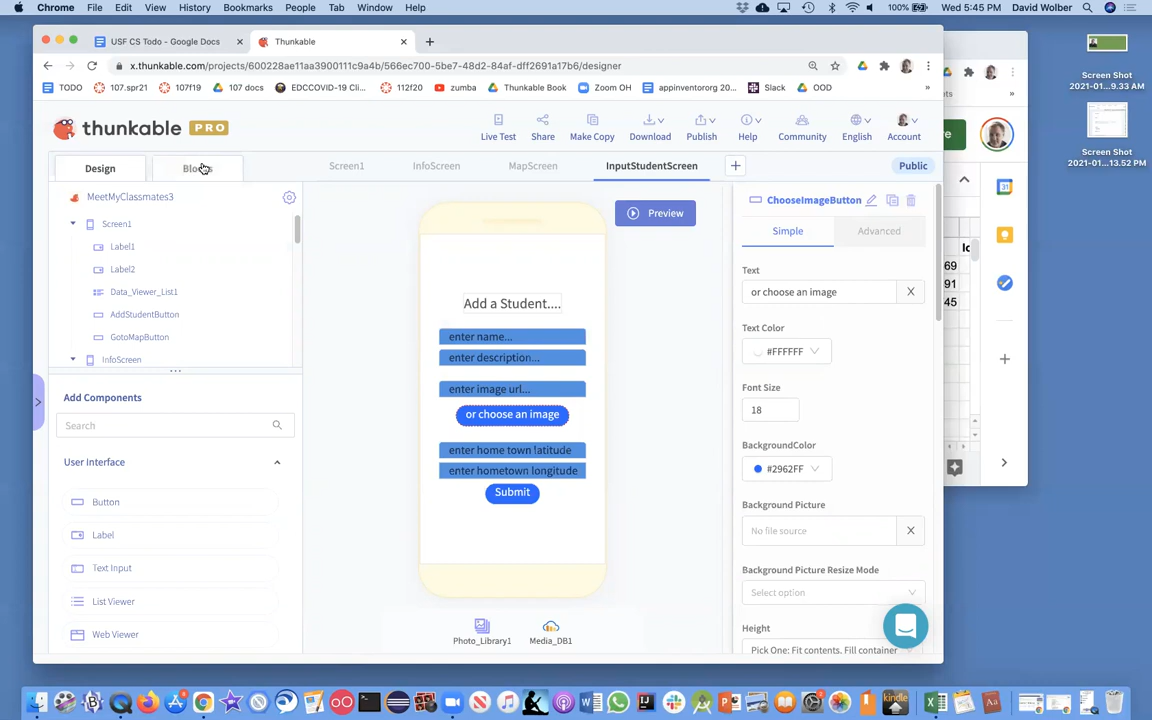 Chrome File Edit View History Bookmarks People Tab Window Help 100% Wed 5:45 PM David Wolber
USF CS Todo - Google Docs × Thunkable × +
x.thunkable.com/projects/600228ae11aa3900111c9a4b/566ec700-5be7-48d2-84af-dff2691a17b6/designer
TODO 107.spr21 107f19 107 docs EDCCOVID-19 Cli... 112f20 zumba Thunkable Book Zoom OH appinventororg 20... Slack OOD »
thunkable PRO
Live Test Share Make Copy Download Publish Help Community English Account
Design Blocks Screen1 InfoScreen MapScreen InputStudentScreen + Public
MeetMyClassmates3
Screen1
Label1
Label2
Data_Viewer_List1
AddStudentButton
GotoMapButton
InfoScreen
Add Components
Search
User Interface
Button
Label
Text Input
List Viewer
Web Viewer
Preview
Add a Student....
enter name...
enter description...
enter image url...
or choose an image
enter home town latitude
enter hometown longitude
Submit
Photo_Library1 Media_DB1
ChooseImageButton
Simple Advanced
Text
or choose an image X
Text Color
#FFFFFF
Font Size
18
BackgroundColor
#2962FF
Background Picture
No file source X
Background Picture Resize Mode
Select option
Height
Pick One: Fit contents, Fill container
69
91
45
Screen Shot
2021-01...9.33 AM
Screen Shot
2021-01...13.52 PM
kindle